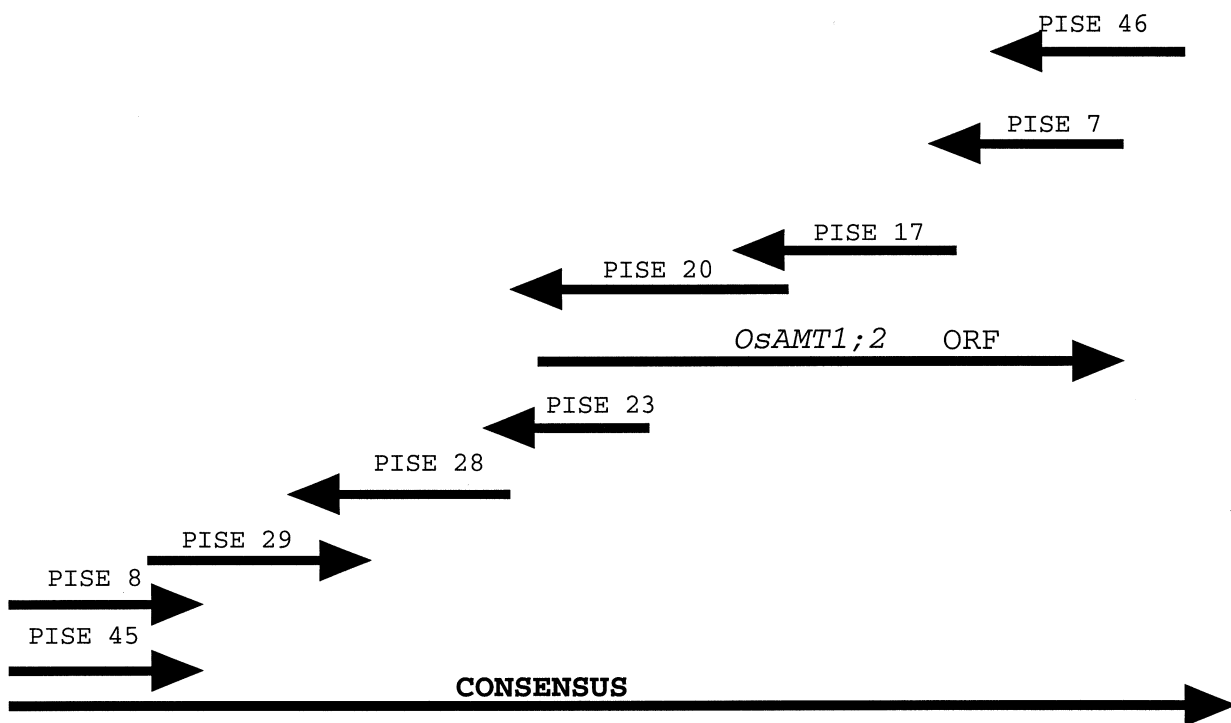 PISE 46
PISE 7
PISE 17
PISE 20
OsAMT1;2 ORF
PISE 23
PISE 28
PISE 29
PISE 8
PISE 45
CONSENSUS